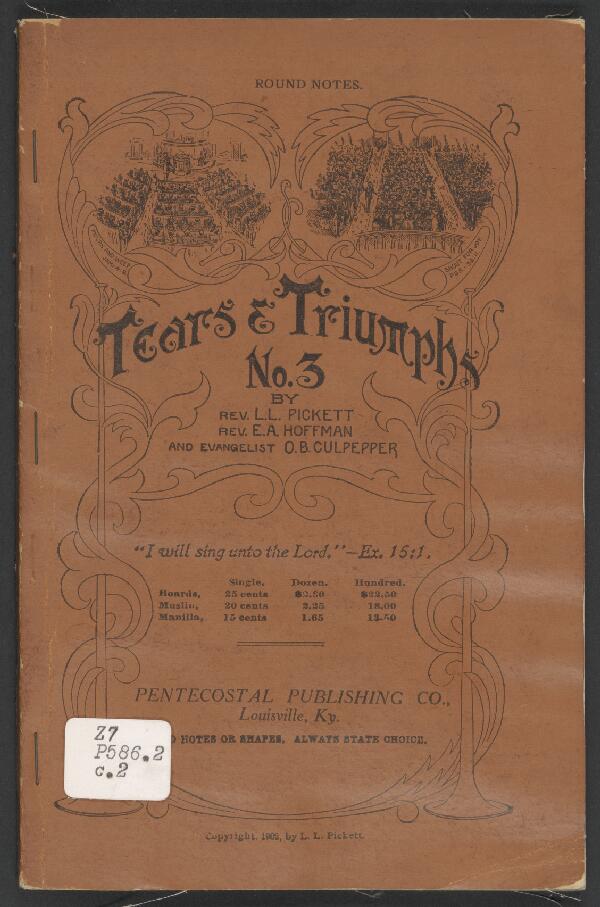 ROUND NOTES.
Tears & Triumphs
No. 3
BY
REV. L.L. PICKETT
REV. E.A. HOFFMAN
AND EVANGELIST O.B. CULPEPPER
"I will sing unto the Lord."—Ex. 15:1.
Single. Dozen. Hundred.
Boards, 25 cents $22.50
Muslin, 20 cents 2.25 18.00
Manilla, 15 cents 1.65 13.50
PENTECOSTAL PUBLISHING CO.,
Louisville, Ky.
NOTES OR SHAPES, ALWAYS STATE CHOICE.
Z7
P586.2
c.2
Copyright, by L. L. Pickett.